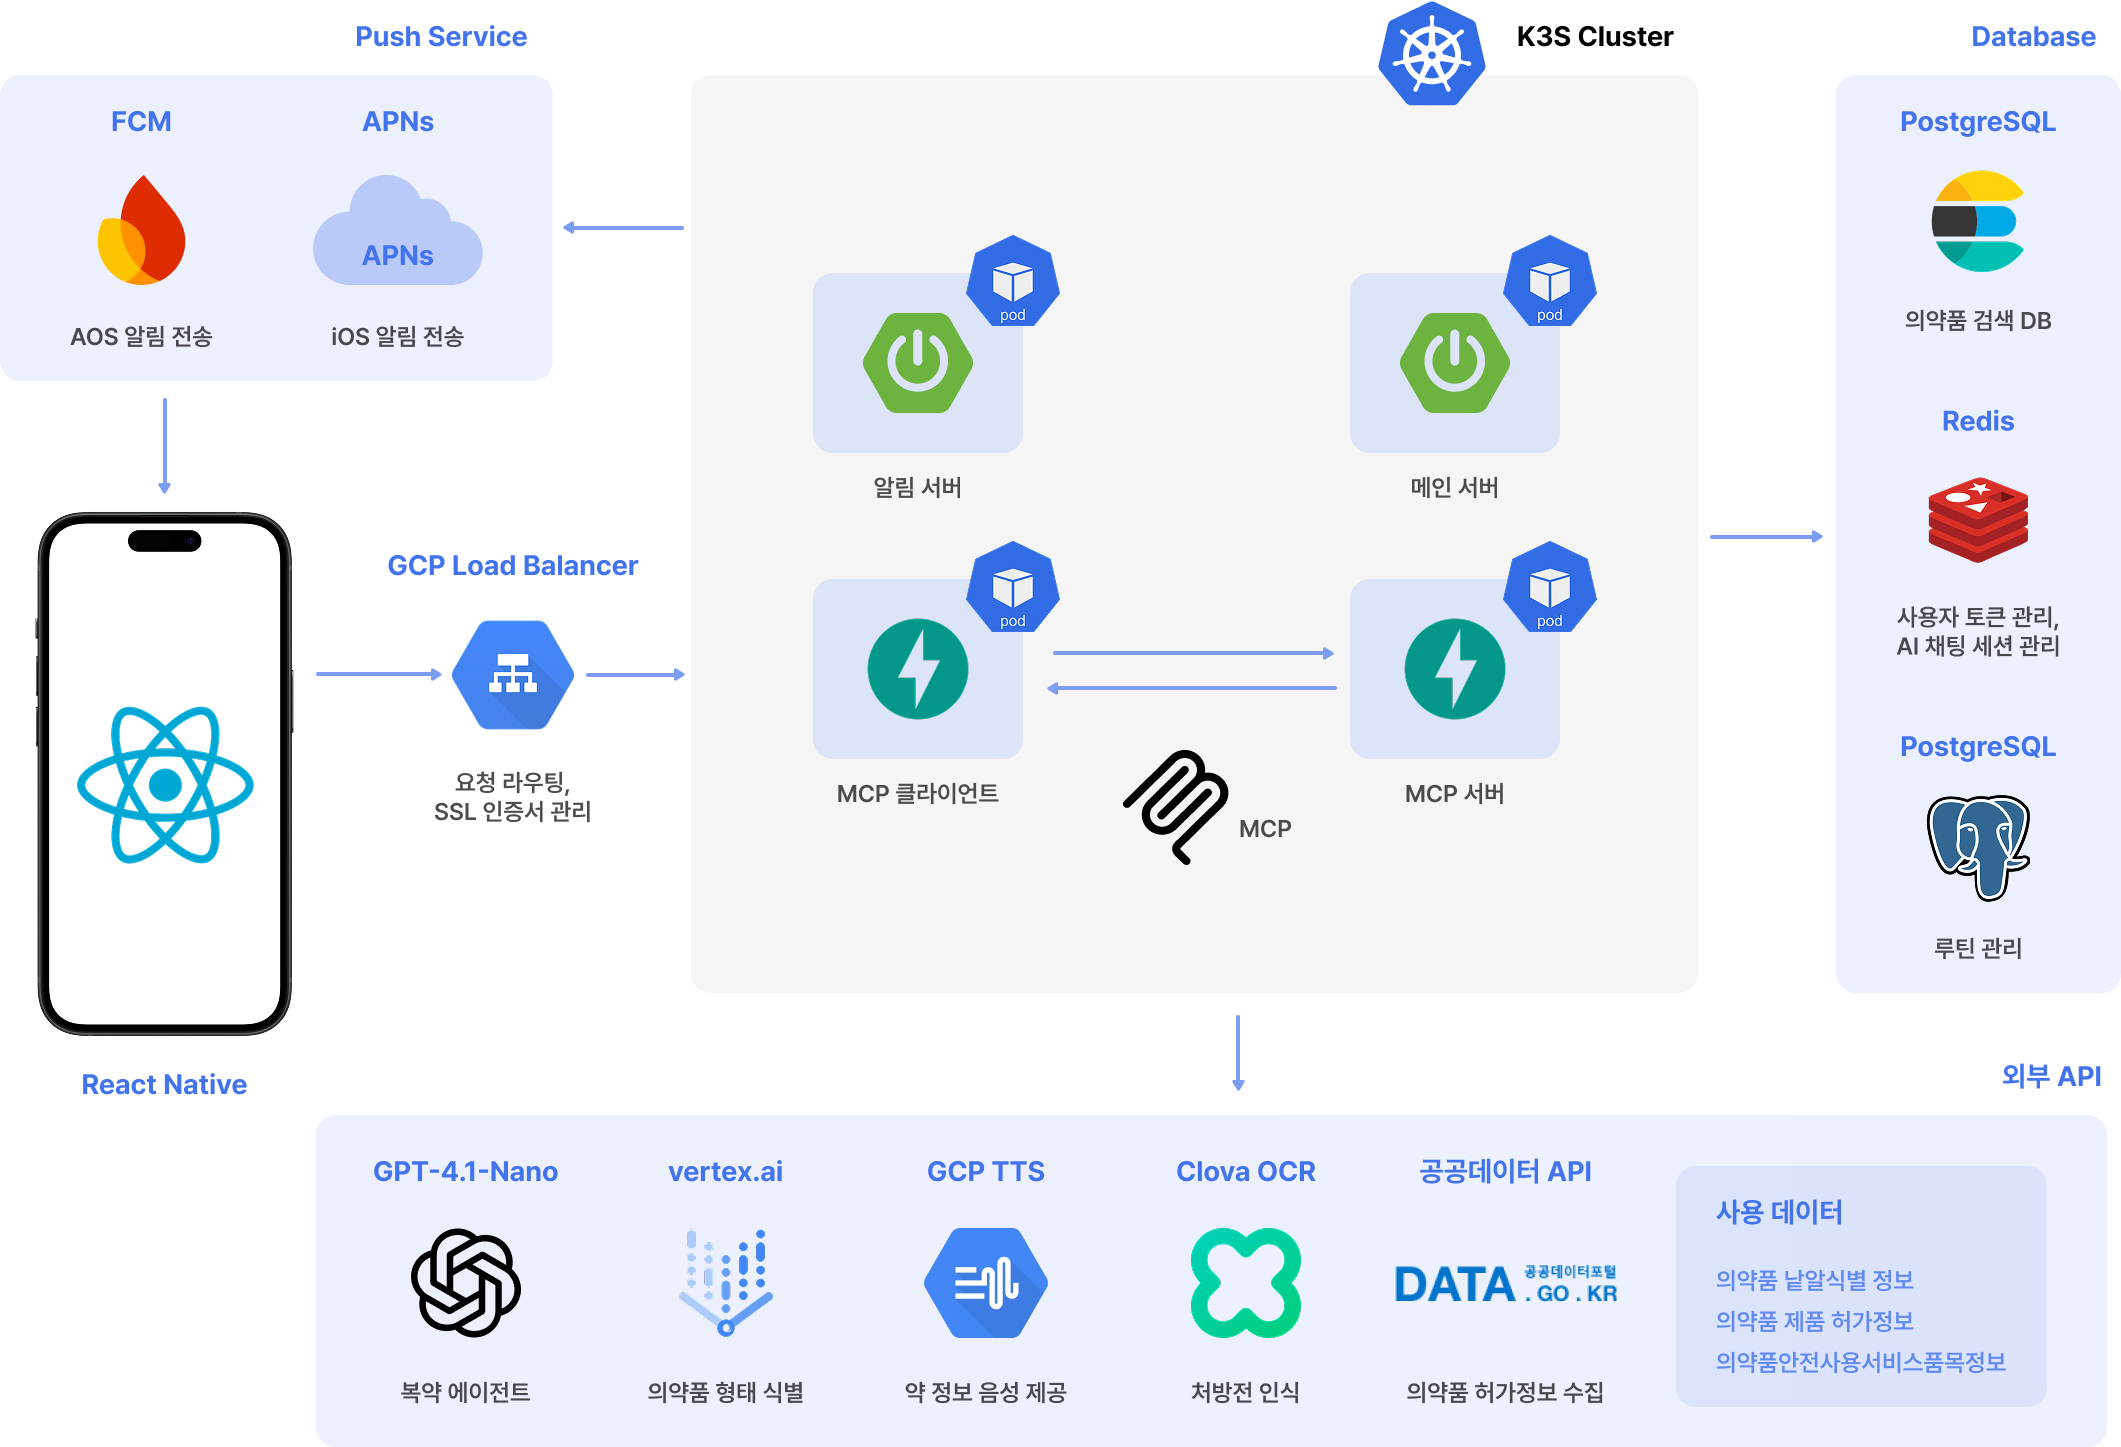 Push Service
FCM
APNs
APNs
AOS 알림 전송
iOS 알림 전송
K3S Cluster
pod
알림 서버
pod
메인 서버
pod
MCP 클라이언트
pod
MCP 서버
MCP
Database
PostgreSQL
의약품 검색 DB
Redis
사용자 토큰 관리,
AI 채팅 세션 관리
PostgreSQL
루틴 관리
GCP Load Balancer
요청 라우팅,
SSL 인증서 관리
React Native
외부 API
GPT-4.1-Nano
복약 에이전트
vertex.ai
의약품 형태 식별
GCP TTS
약 정보 음성 제공
Clova OCR
처방전 인식
공공데이터 API
DATA 공공데이터포털
.GO.KR
의약품 허가정보 수집
사용 데이터
의약품 낱알식별 정보
의약품 제품 허가정보
의약품안전사용서비스품목정보